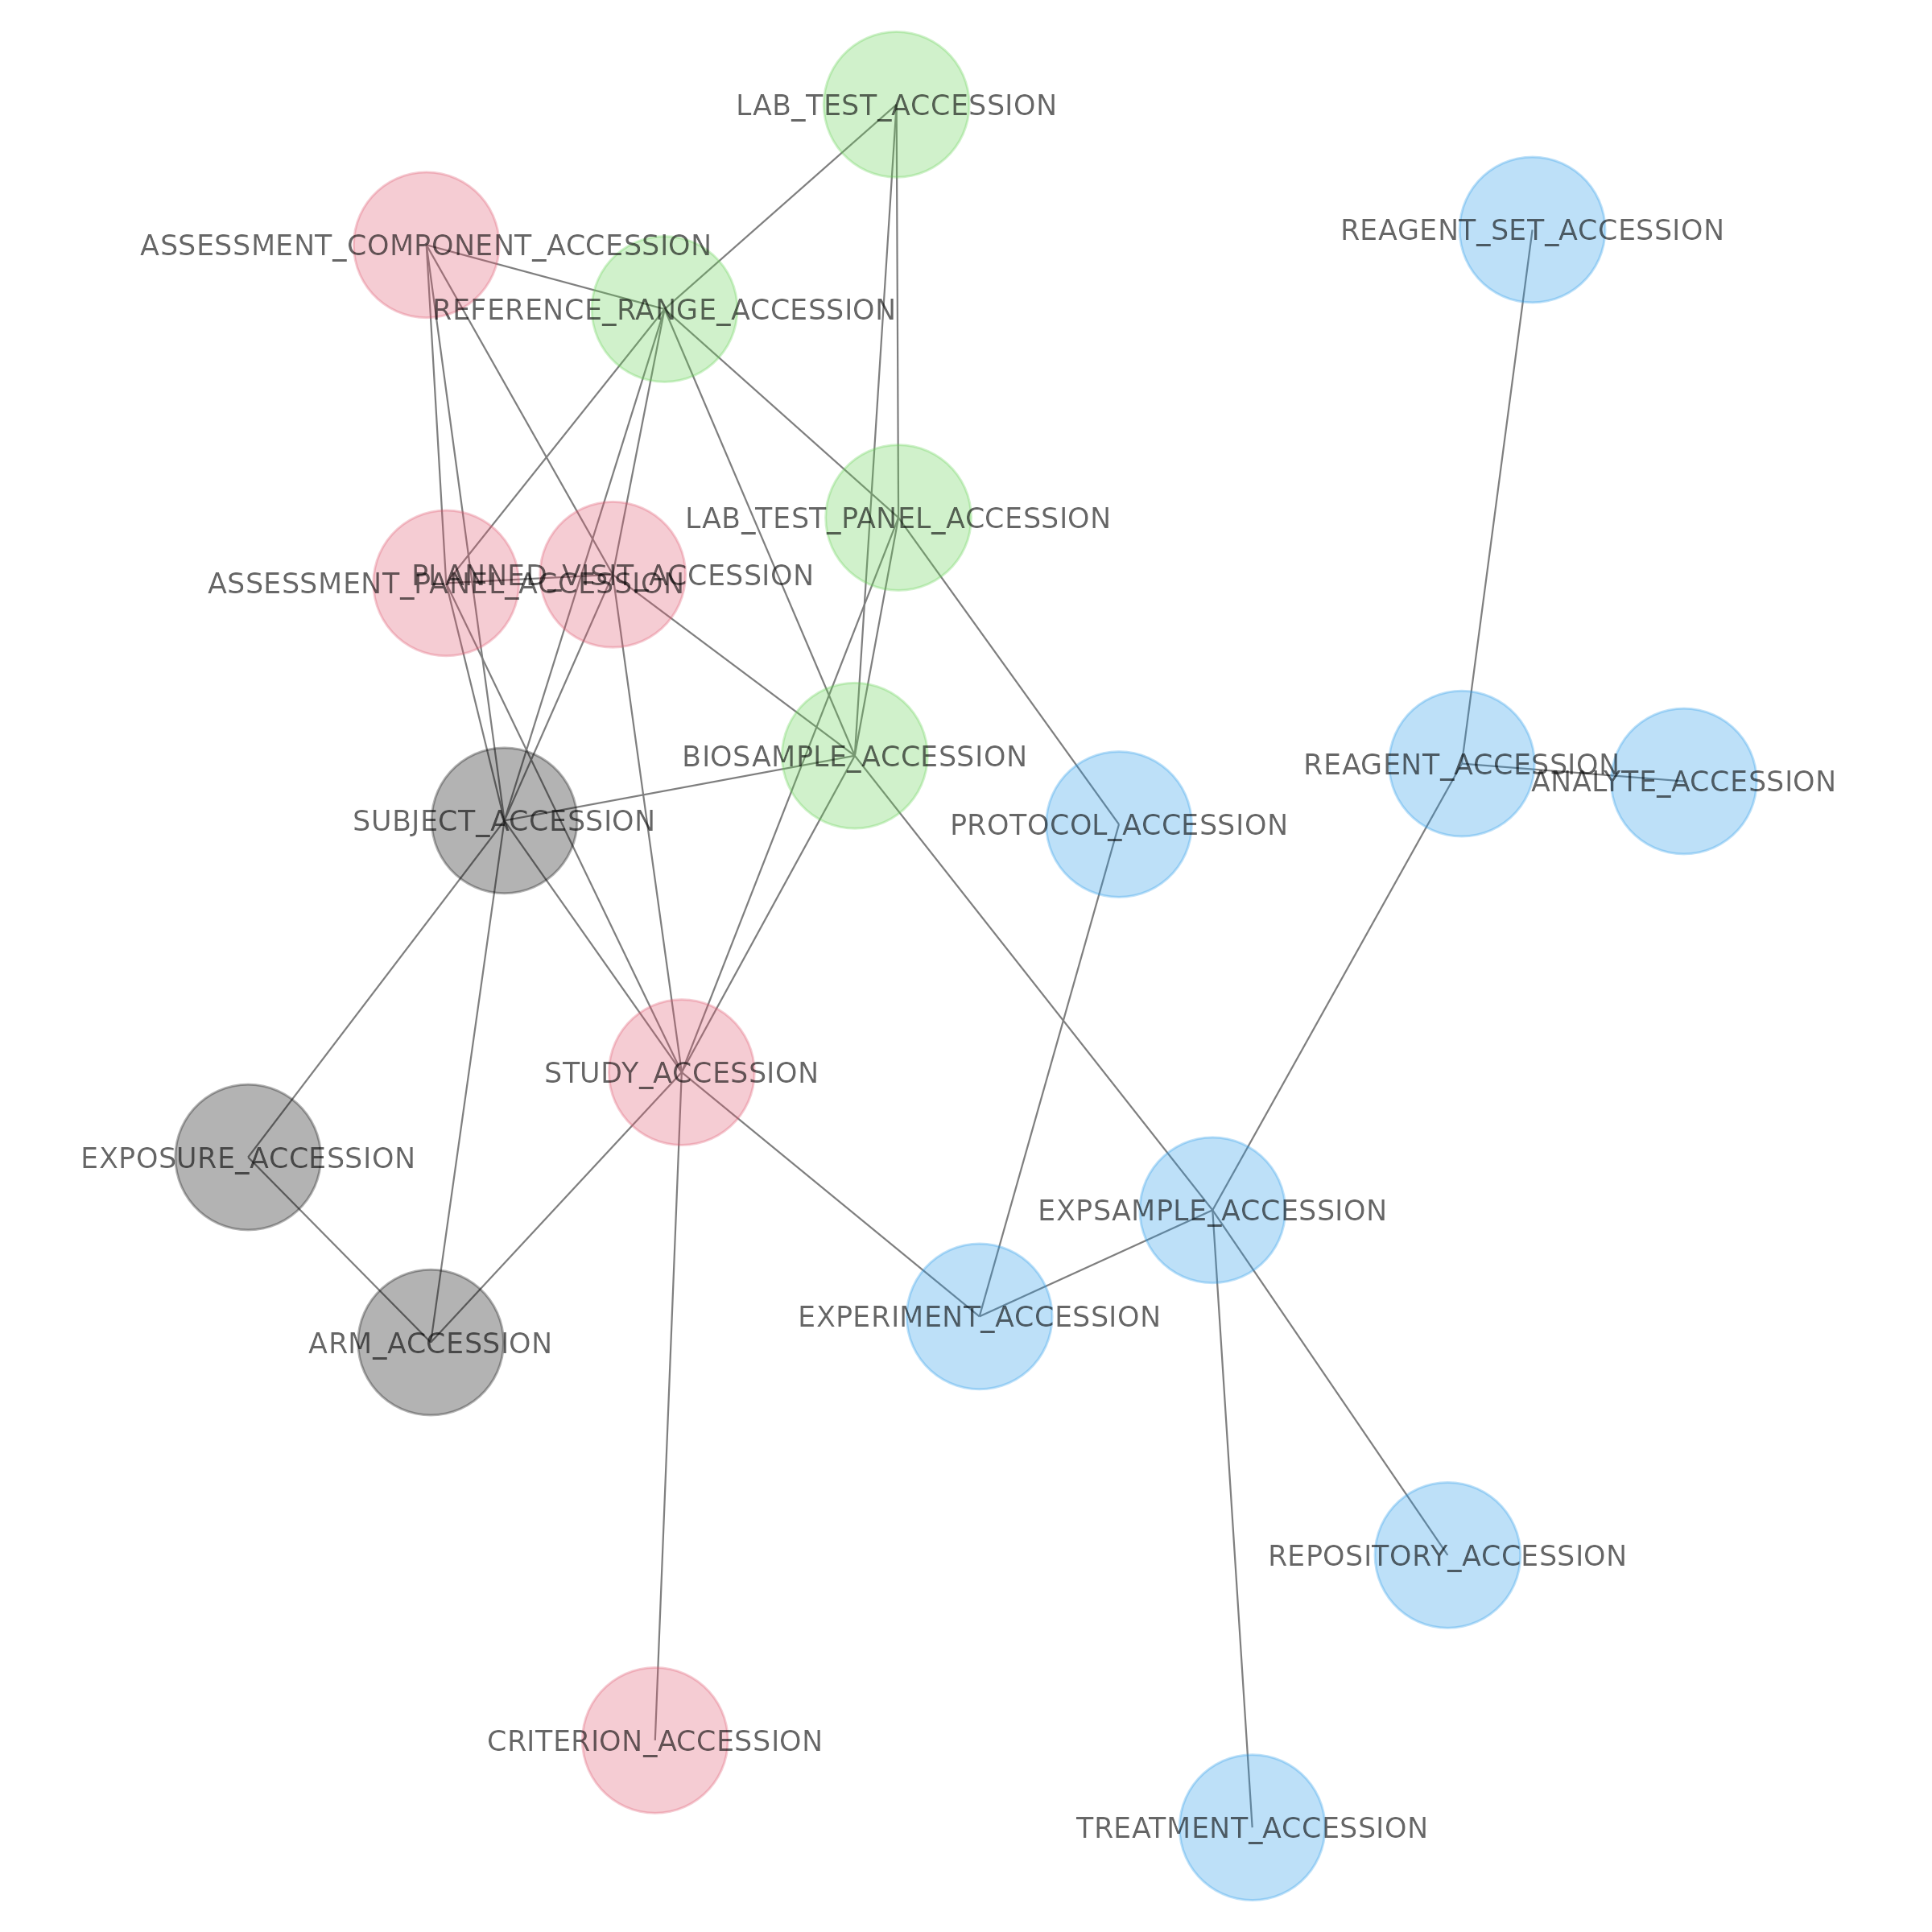 LAB_TEST_ACCESSION
REAGENT_SET_ACCESSION
ASSESSMENT_COMPONENT_ACCESSION
REFERENCE_RANGE_ACCESSION
LAB_TEST_PANEL_ACCESSION
PLANNED_VISIT_ACCESSION
ASSESSMENT_PANEL_ACCESSION
BIOSAMPLE_ACCESSION
REAGENT_ACCESSION
ANALYTE_ACCESSION
SUBJECT_ACCESSION
PROTOCOL_ACCESSION
STUDY_ACCESSION
EXPOSURE_ACCESSION
EXPSAMPLE_ACCESSION
EXPERIMENT_ACCESSION
ARM_ACCESSION
REPOSITORY_ACCESSION
CRITERION_ACCESSION
TREATMENT_ACCESSION